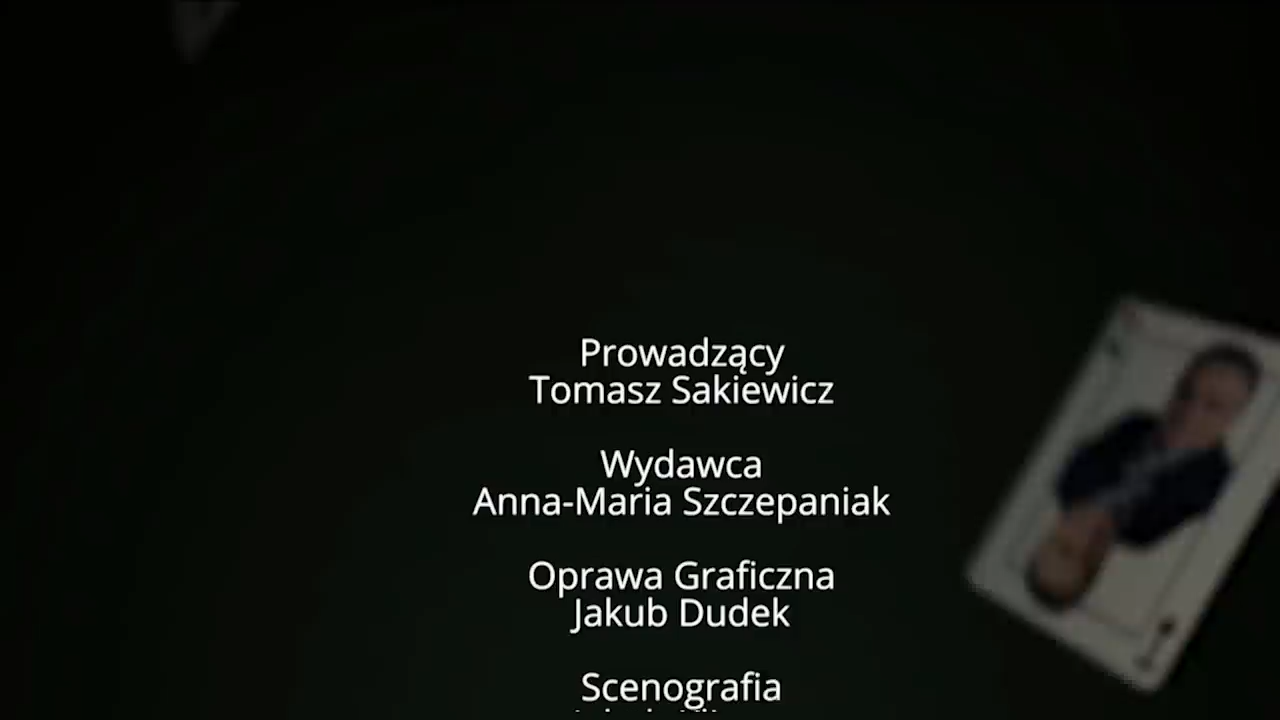 Prowadzący
Tomasz Sakiewicz
Wydawca
Anna-Maria Szczepaniak
Oprawa Graficzna
Jakub Dudek
Scenografia